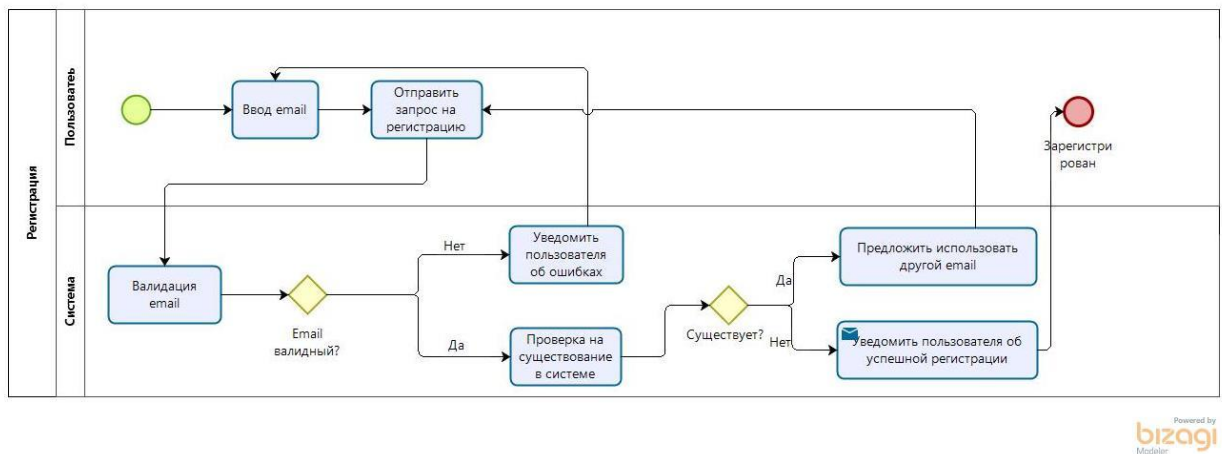 Регистрация
Пользоватеь
Ввод email
Отправить
запрос на
регистрацию
Зарегистри
рован
Система
Валидация
email
Email
валидный?
Нет
Да
Уведомить
пользователя
об ошибках
Проверка на
существование
в системе
Существует?
Да
Нет
Предложить использовать
другой email
Уведомить пользователя об
успешной регистрации
Powered by
bizagi
Modeler